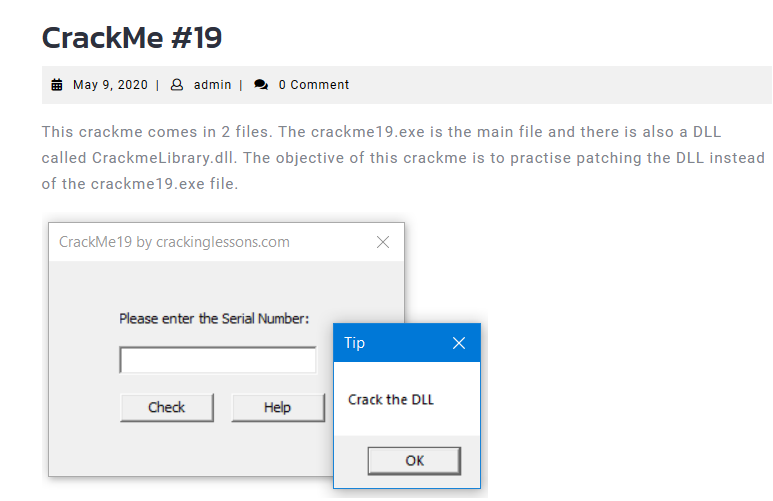 CrackMe #19
May 9, 2020 | admin | 0 Comment
This crackme comes in 2 files. The crackme19.exe is the main file and there is also a DLL
called CrackmeLibrary.dll. The objective of this crackme is to practise patching the DLL instead
of the crackme19.exe file.
CrackMe19 by crackinglessons.com
Please enter the Serial Number:
Check Help
Tip
Crack the DLL
OK